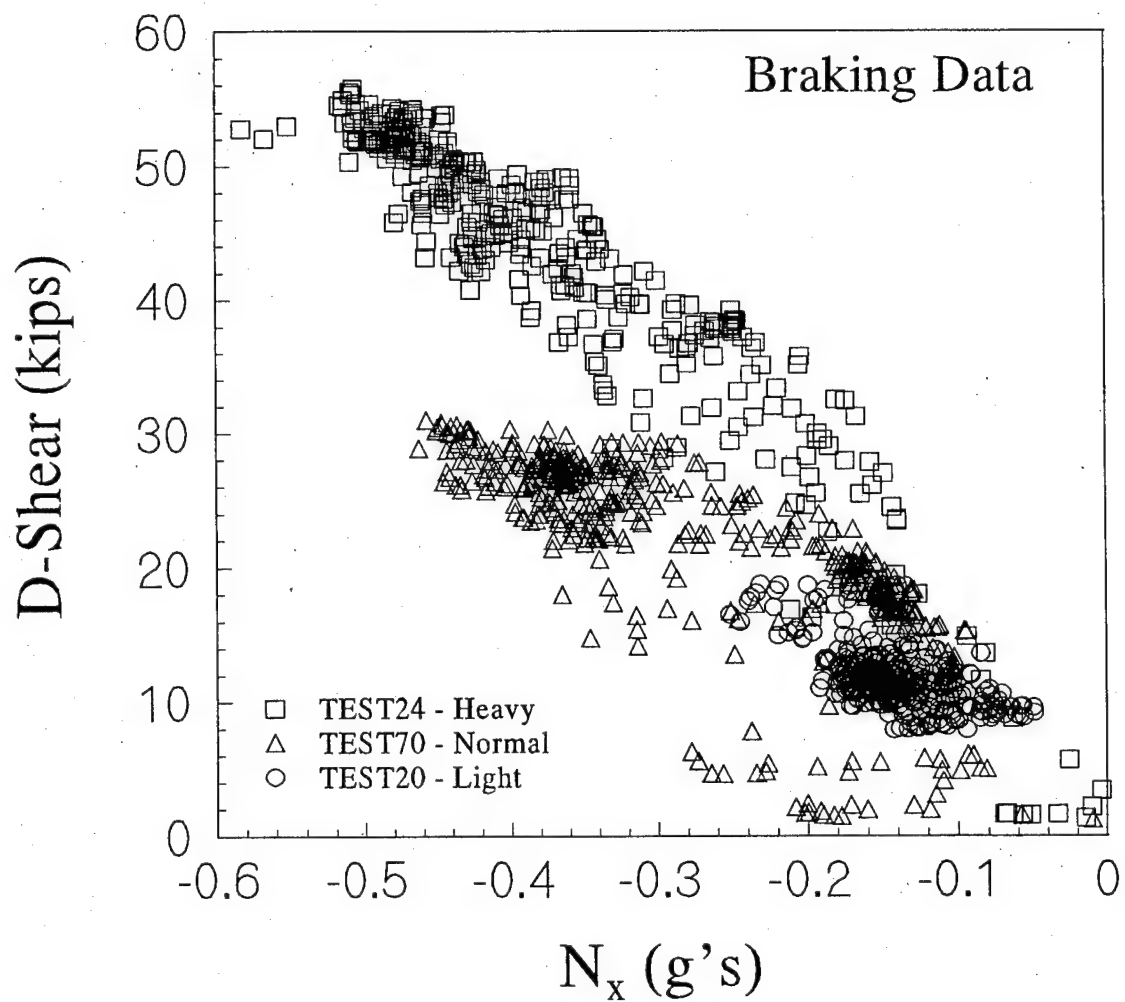 Braking Data
60
50
40
30
20
10
0
D-Shear (kips)
TEST24 - Heavy
TEST70 - Normal
TEST20 - Light
-0.6 -0.5 -0.4 -0.3 -0.2 -0.1 0
Nx (g's)